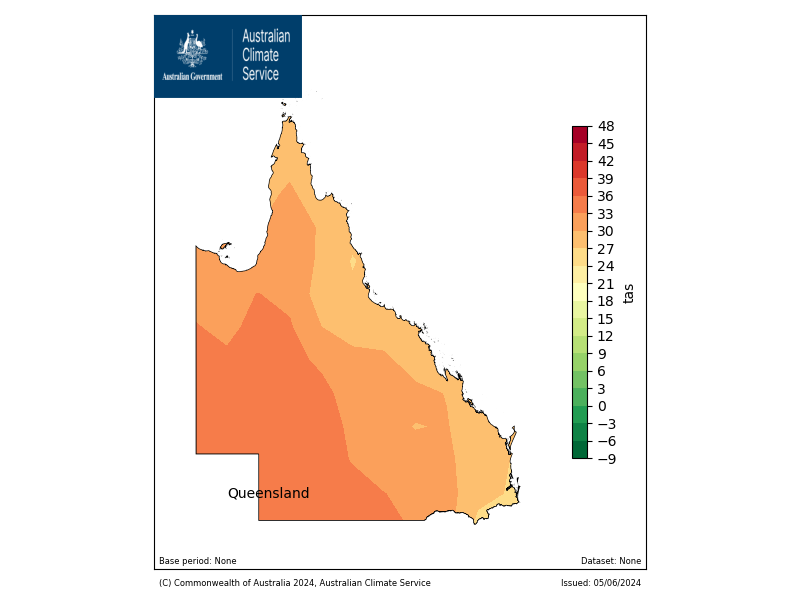 Australian
Climate
Service
Australian Government
48
45
42
39
36
33
30
27
24
21
18
15
12
9
6
3
0
−3
−6
−9
tas
Queensland
Base period: None
Dataset: None
(C) Commonwealth of Australia 2024, Australian Climate Service
Issued: 05/06/2024